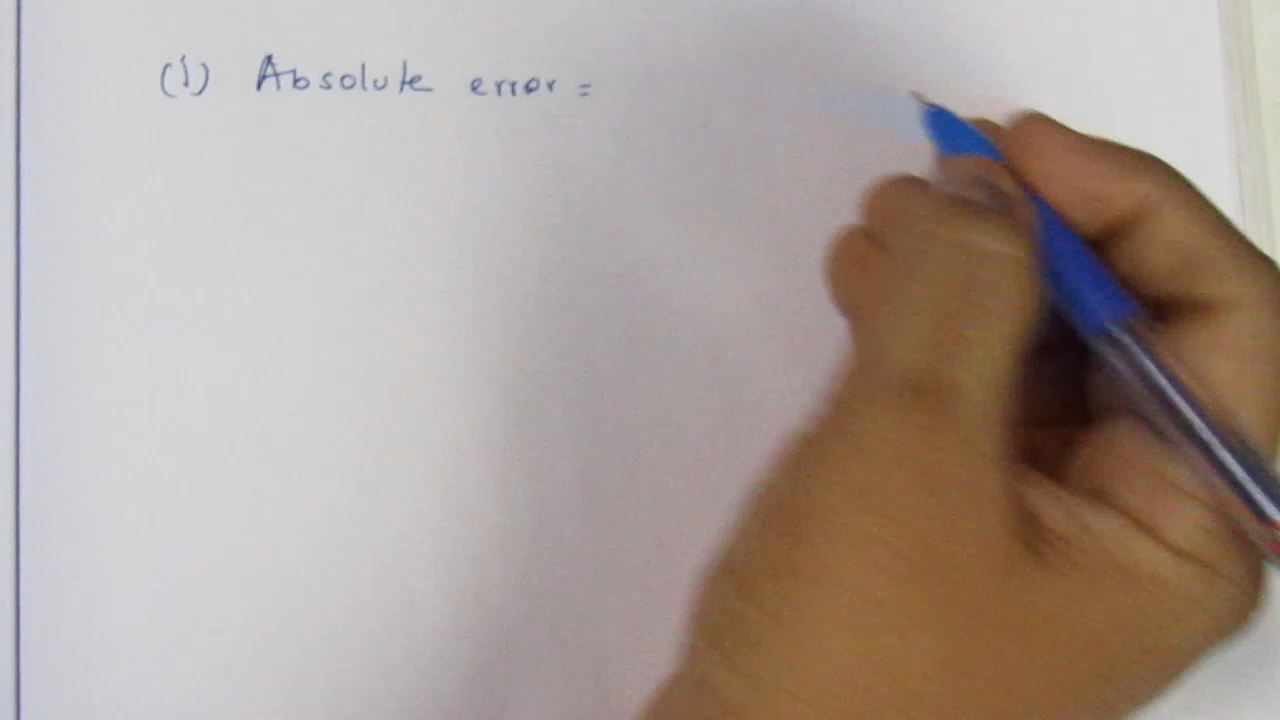 (1) Absolute error =